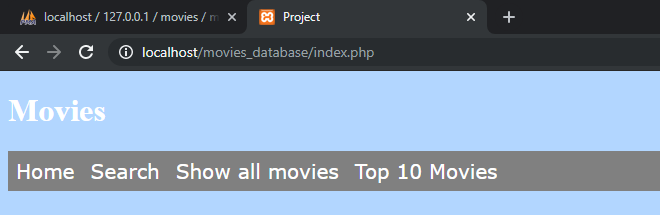 localhost / 127.0.0.1 / movies / m
Project
localhost/movies_database/index.php
Movies
Home Search Show all movies Top 10 Movies